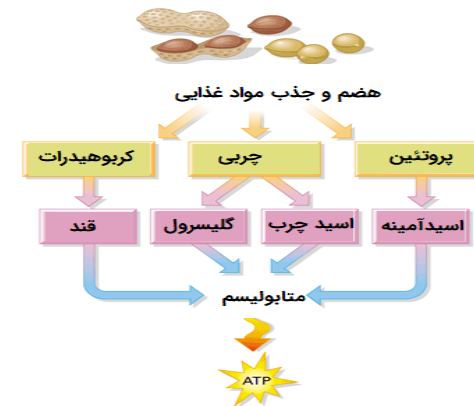 هضم و جذب مواد غذایی
پروتئین چربی کربوهیدرات
اسیدآمینه اسید چرب گلیسرول قند
متابولیسم
ATP